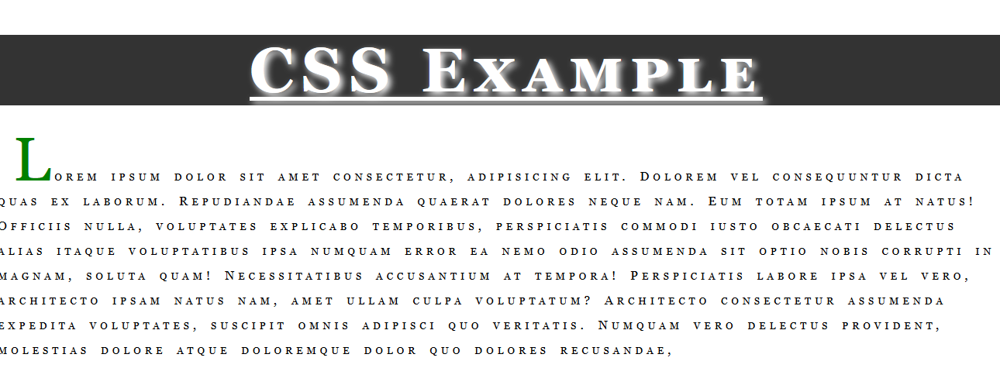 CSS Example
Lorem ipsum dolor sit amet consectetur, adipisicing elit. Dolorem vel consequuntur dicta
quas ex laborum. Repudiandae assumenda quaerat dolores neque nam. Eum totam ipsum at natus!
Officiis nulla, voluptates explicabo temporibus, perspiciatis commodi iusto obcaecati delectus
alias itaque voluptatibus ipsa numquam error ea nemo odio assumenda sit optio nobis corrupti in
magnam, soluta quam! Necessitatibus accusantium at tempora! Perspiciatis labore ipsa vel vero,
architecto ipsam natus nam, amet ullam culpa voluptatum? Architecto consectetur assumenda
expedita voluptates, suscipit omnis adipisci quo veritatis. Numquam vero delectus provident,
molestias dolore atque doloremque dolor quo dolores recusandae,